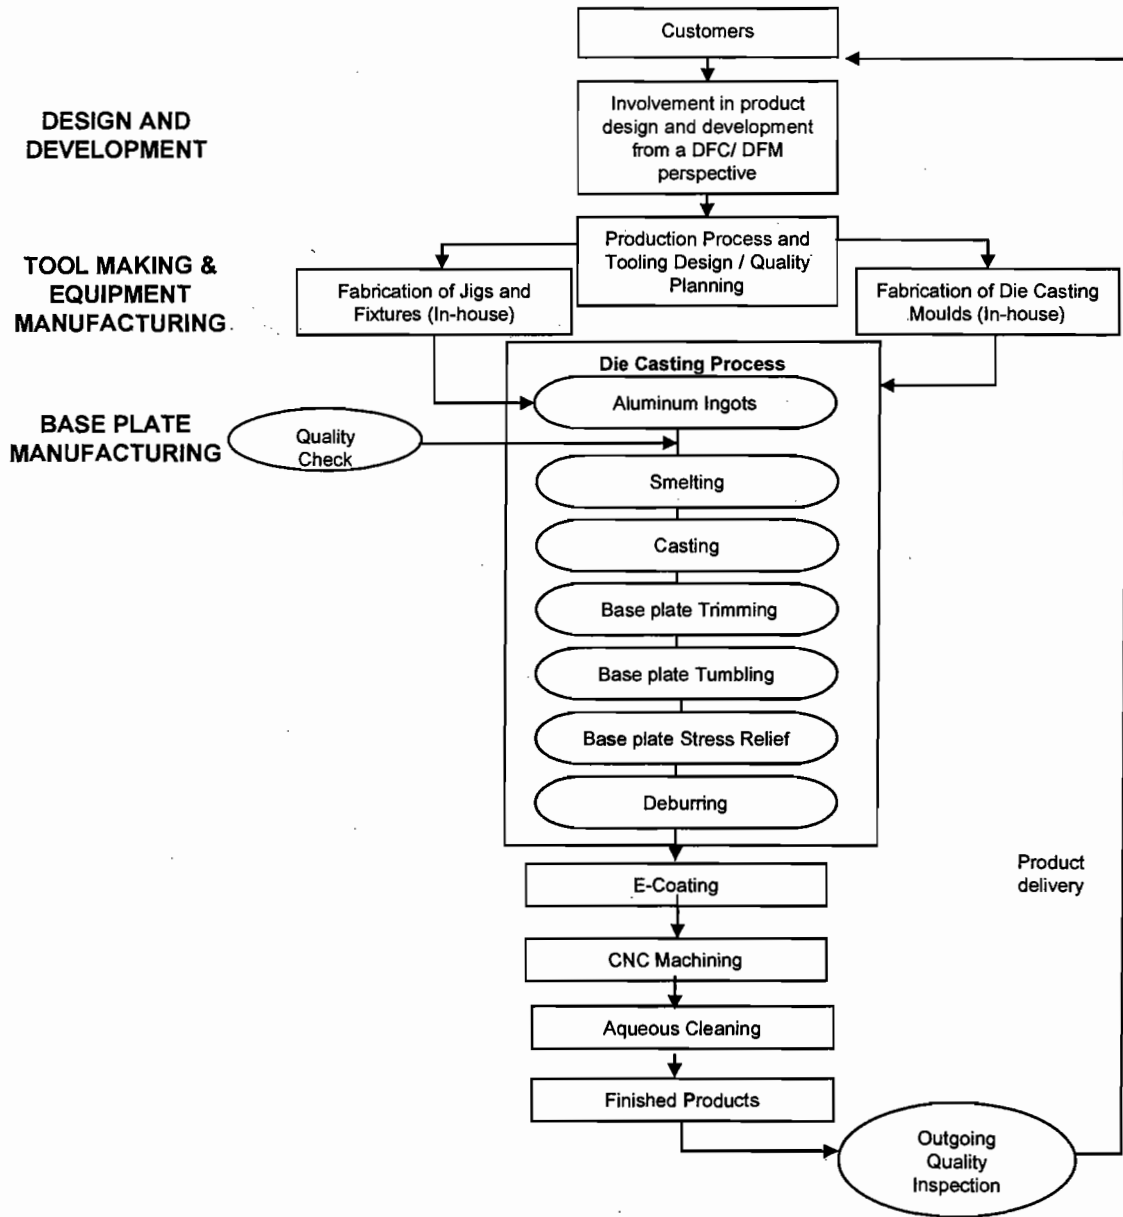 Customers
DESIGN AND
DEVELOPMENT
Involvement in product
design and development
from a DFC/ DFM
perspective
TOOL MAKING &
EQUIPMENT
MANUFACTURING
Production Process and
Tooling Design / Quality
Planning
Fabrication of Jigs and
Fixtures (In-house)
Fabrication of Die Casting
Moulds (In-house)
Die Casting Process
Aluminum Ingots
BASE PLATE
MANUFACTURING
Quality
Check
Smelting
Casting
Base plate Trimming
Base plate Tumbling
Base plate Stress Relief
Deburring
E-Coating
Product
delivery
CNC Machining
Aqueous Cleaning
Finished Products
Outgoing
Quality
Inspection